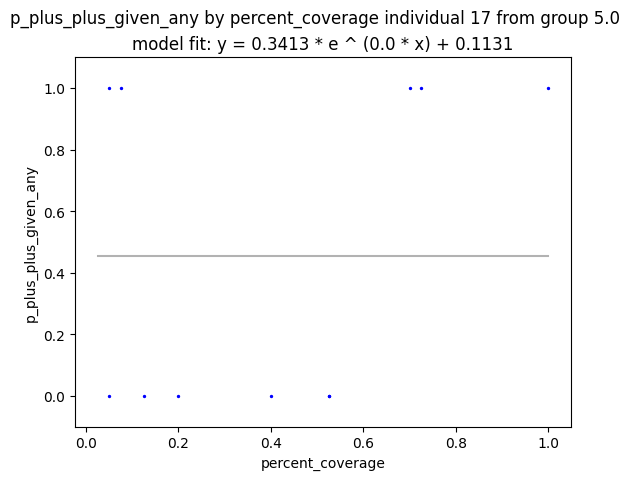 p_plus_plus_given_any by percent_coverage individual 17 from group 5.0
model fit: y = 0.3413 * e ^ (0.0 * x) + 0.1131
1.0
0.8
0.6
0.4
0.2
0.0
p_plus_plus_given_any
0.0 0.2 0.4 0.6 0.8 1.0
percent_coverage